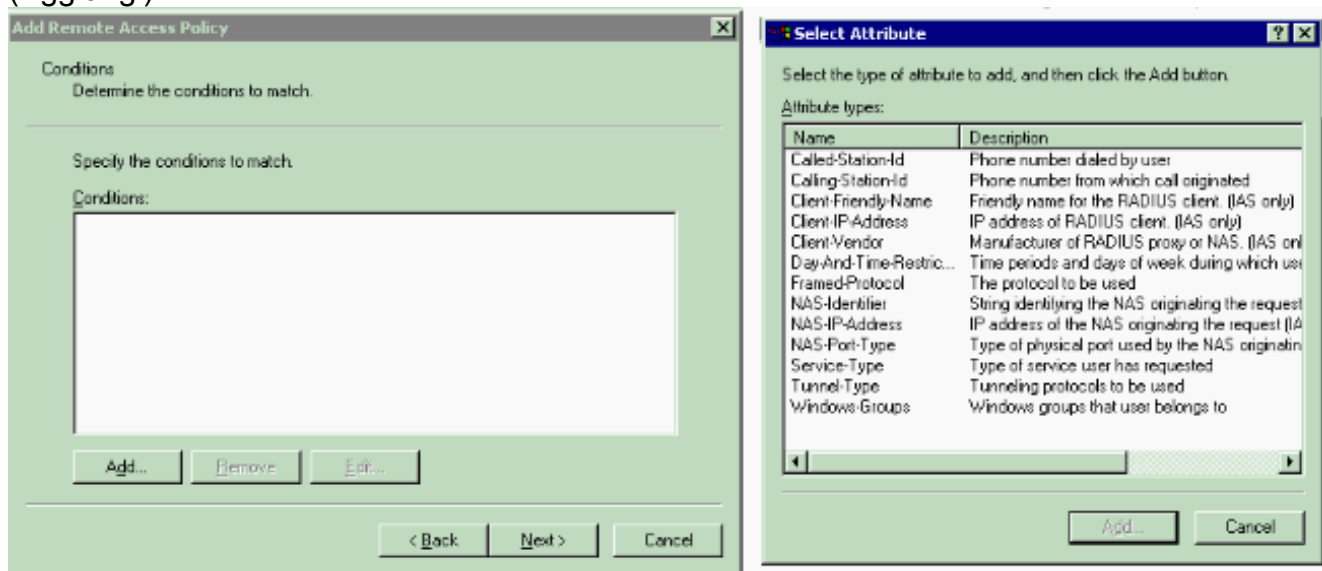 Add Remote Access Policy
Conditions
Determine the conditions to match.
Specify the conditions to match.
Conditions:
Add...
Remove
Edit...
< Back
Next >
Cancel
Select Attribute
Select the type of attribute to add, and then click the Add button.
Attribute types:
Name Description
Called-Station-Id Phone number dialed by user
Calling-Station-Id Phone number from which call originated
Client-Friendly-Name Friendly name for the RADIUS client. (IAS only)
Client-IP-Address IP address of RADIUS client. (IAS only)
Client-Vendor Manufacturer of RADIUS proxy or NAS. (IAS onl
Day-And-Time-Restric... Time periods and days of week during which use
Framed-Protocol The protocol to be used
NAS-Identifier String identifying the NAS originating the request
NAS-IP-Address IP address of the NAS originating the request (IA
NAS-Port-Type Type of physical port used by the NAS originatin
Service-Type Type of service user has requested
Tunnel-Type Tunneling protocols to be used
Windows-Groups Windows groups that user belongs to
Add...
Cancel